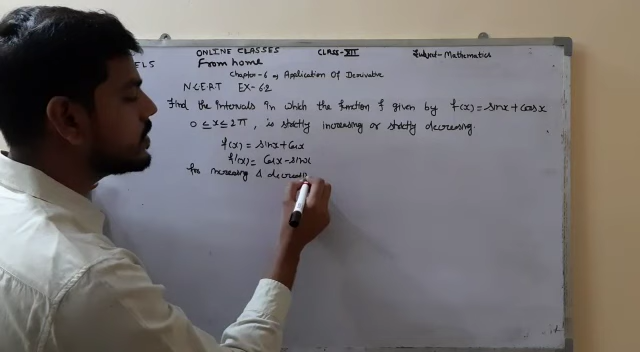 ONLINE CLASSES CLASS-XII Subject - Mathematics
ELS From home
Chapter-6, Application Of Derivative
NCERT EX-6.2
Find the intervals in which the function f given by f(x) = sinx + cosx
0 ≤ x ≤ 2π, is strictly increasing or strictly decreasing.
f(x) = sinx + cosx
f'(x) = cosx - sinx
for increasing & decreasi